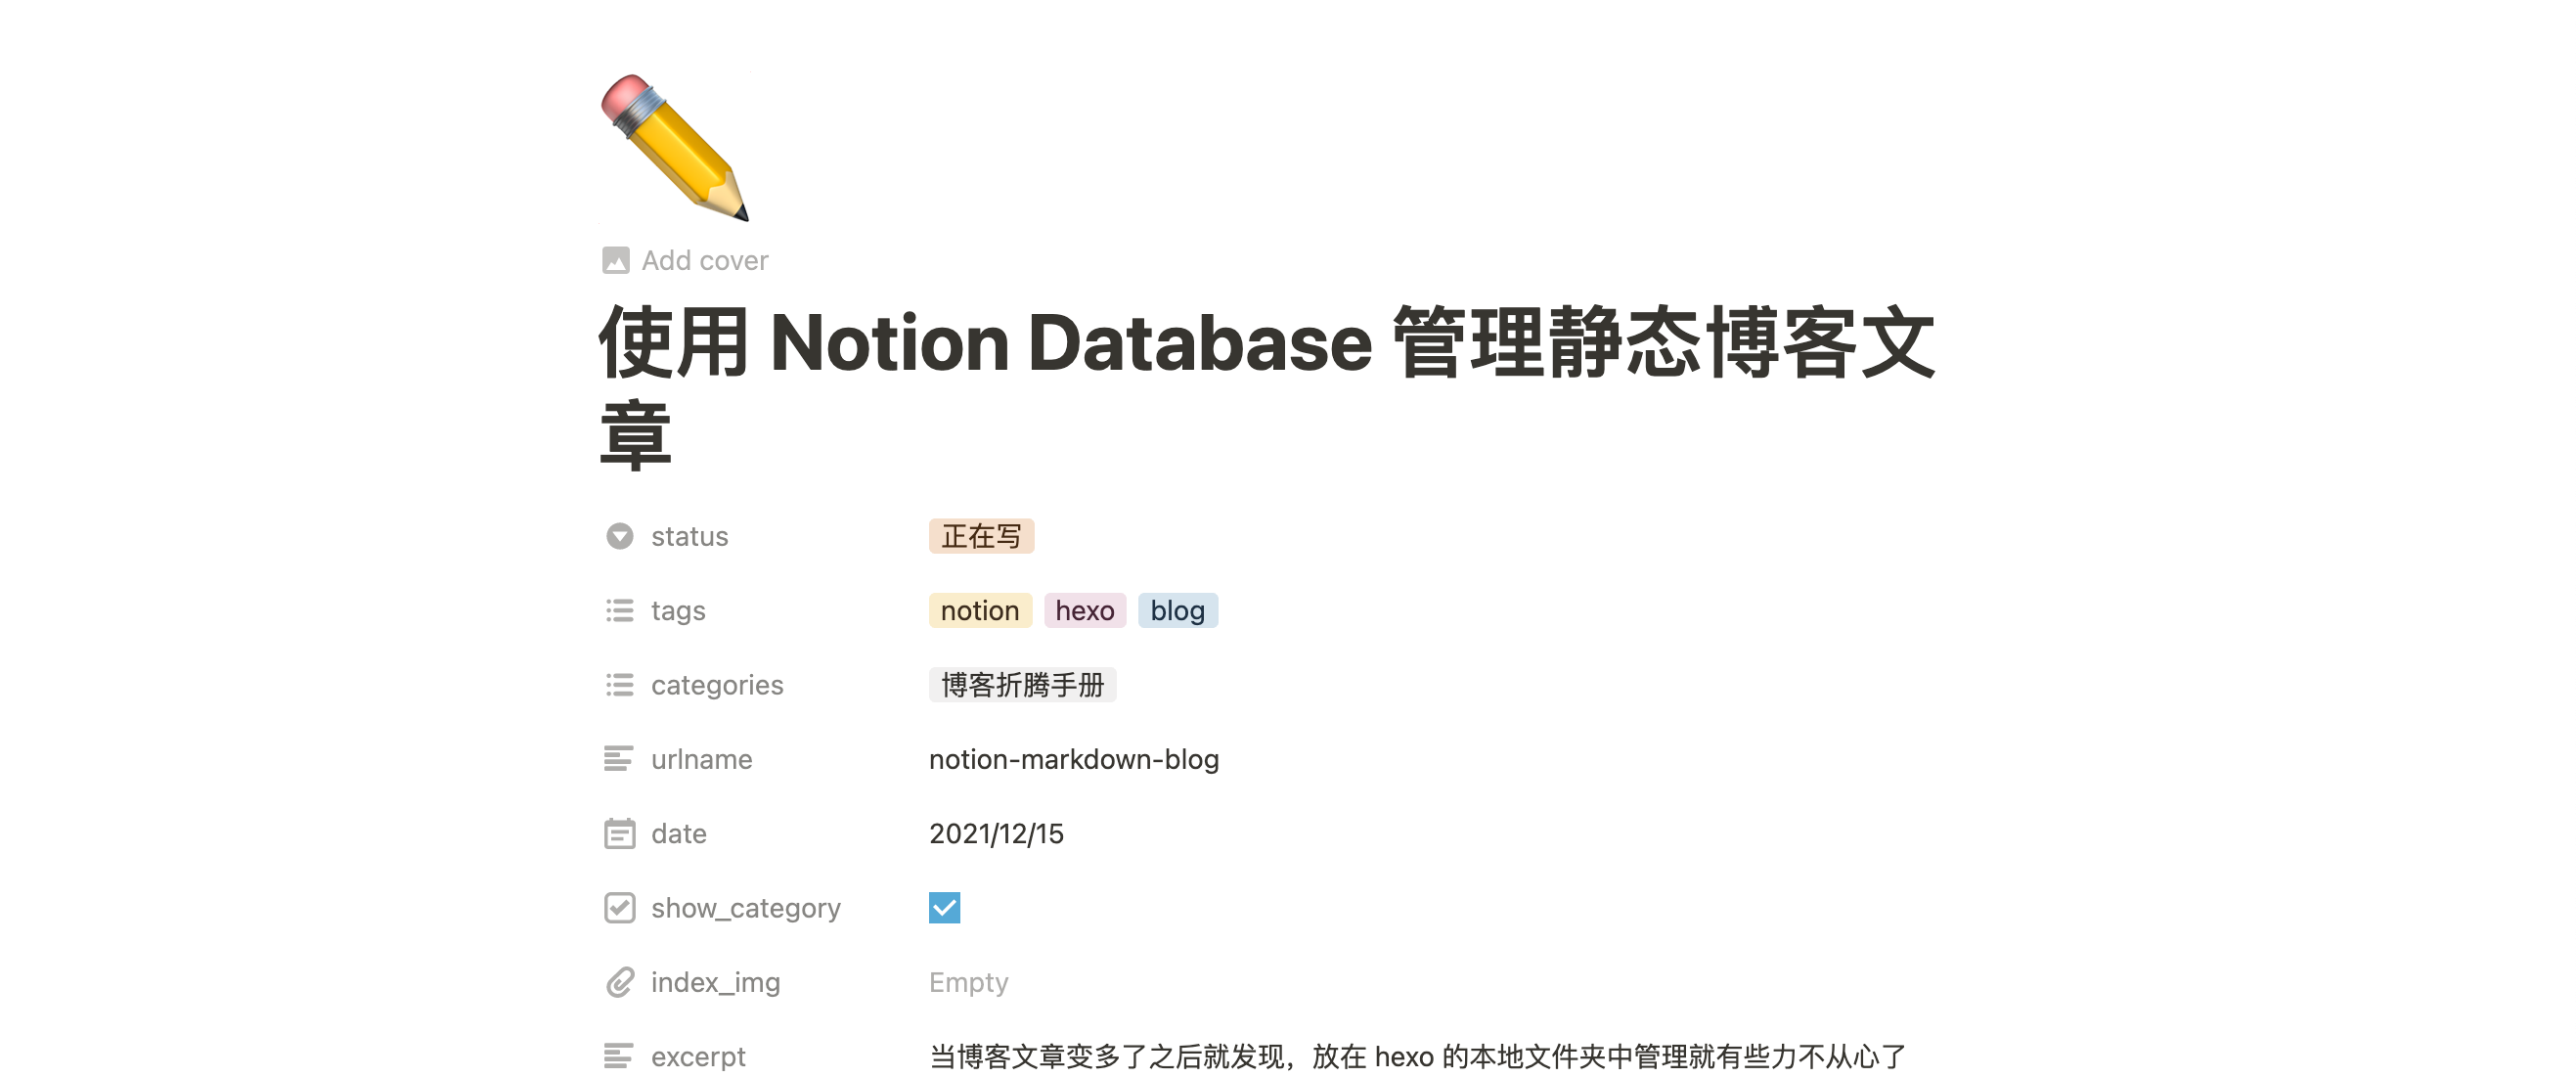 Add cover
使用 Notion Database 管理静态博客文
章
status 正在写
tags notion hexo blog
categories 博客折腾手册
urlname notion-markdown-blog
date 2021/12/15
show_category
index_img Empty
excerpt 当博客文章变多了之后就发现，放在 hexo 的本地文件夹中管理就有些力不从心了